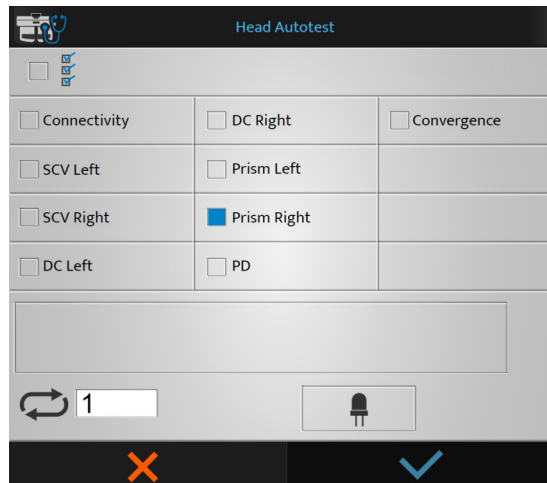 Head Autotest
Connectivity
DC Right
Convergence
SCV Left
Prism Left
SCV Right
Prism Right
DC Left
PD
1